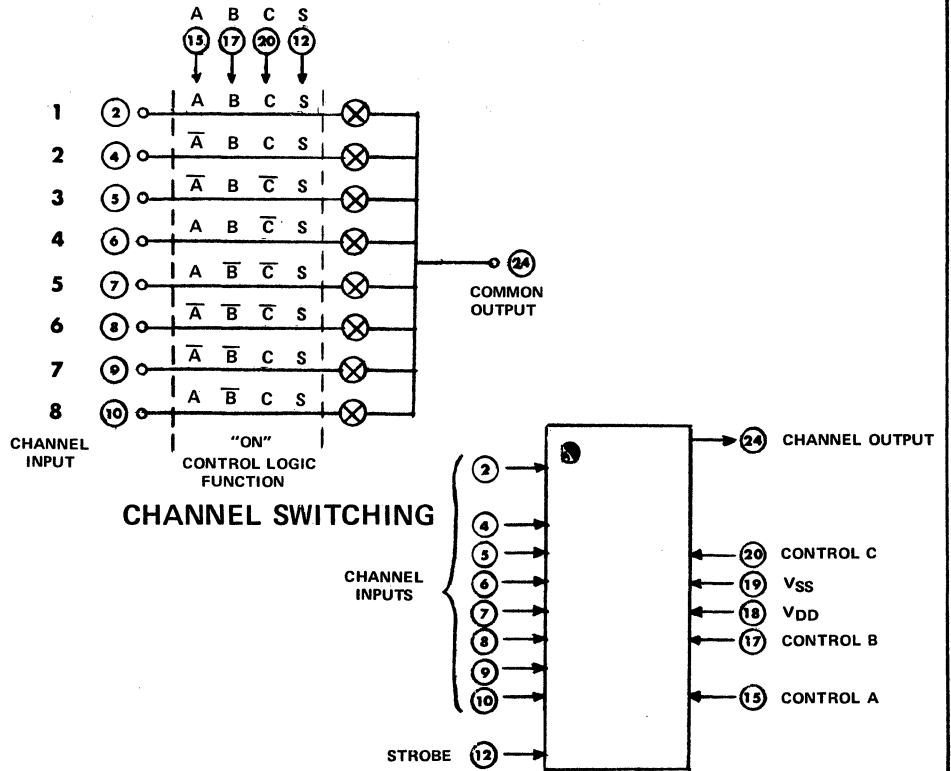 A B C S
15 17 20 12
1 2 A B C S
2 4 A̅ B C S
3 5 A̅ B C̅ S
4 6 A B C̅ S
5 7 A B̅ C̅ S
6 8 A̅ B̅ C̅ S
7 9 A̅ B̅ C S
8 10 A B̅ C S
24
COMMON
OUTPUT
CHANNEL
INPUT
"ON"
CONTROL LOGIC
FUNCTION
CHANNEL SWITCHING
CHANNEL
INPUTS
2
4
5
6
7
8
9
10
STROBE 12
24 CHANNEL OUTPUT
20 CONTROL C
19 VSS
18 VDD
17 CONTROL B
15 CONTROL A